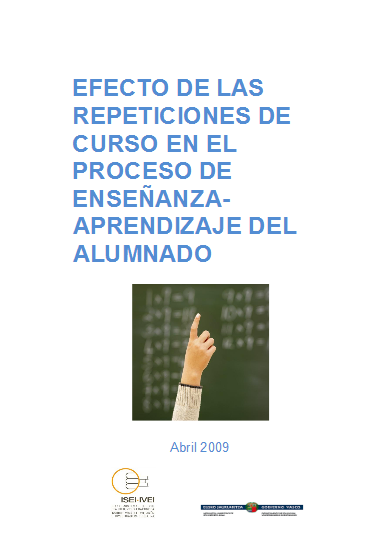 EFECTO DE LAS
REPETICIONES DE
CURSO EN EL
PROCESO DE
ENSEÑANZA-
APRENDIZAJE DEL
ALUMNADO
Abril 2009
ISEI-IVEI
EUSKO JAURLARITZA
GOBIERNO VASCO